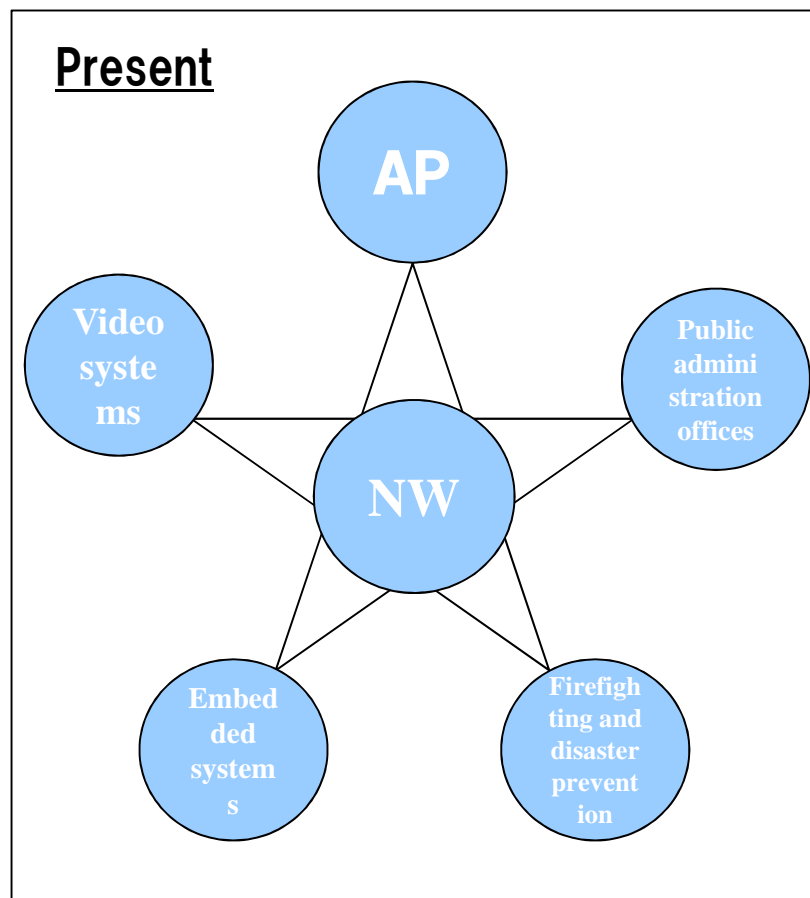 Present
AP
Video
syste
ms
Public
admini
stration
offices
NW
Embed
ded
system
s
Firefigh
ting and
disaster
prevent
ion